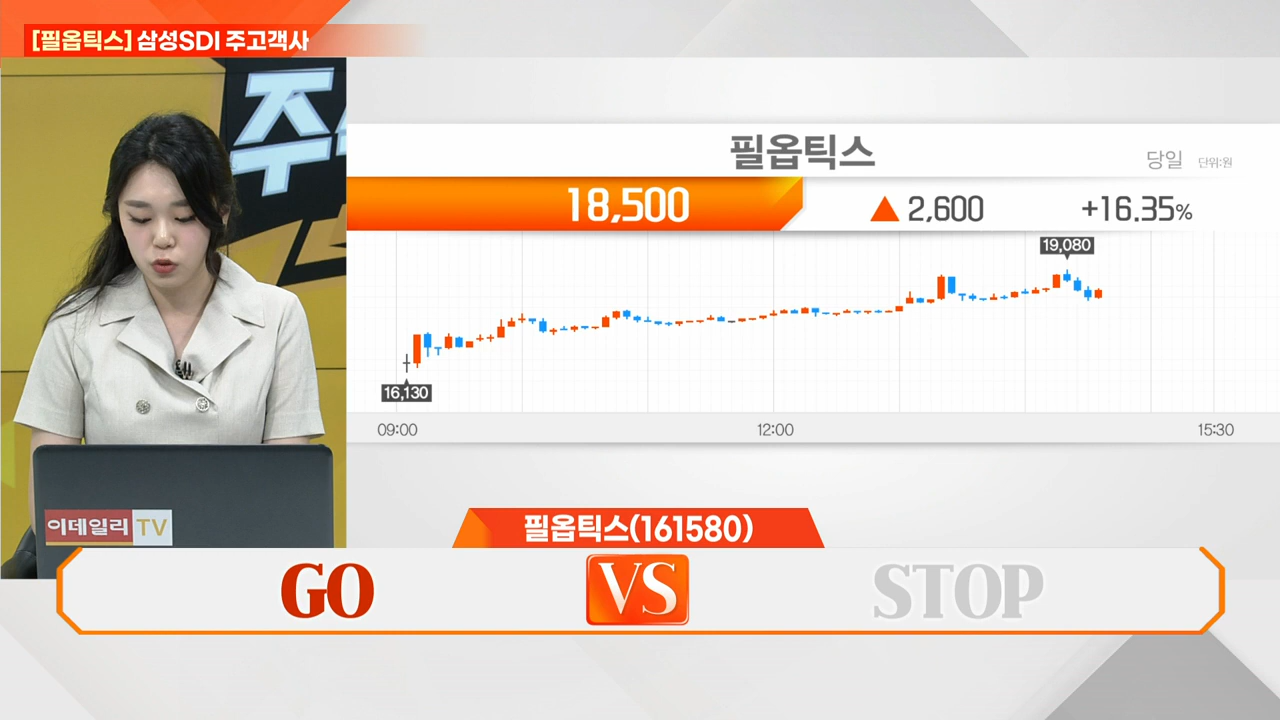 [필옵틱스] 삼성SDI 주고객사
주
필옵틱스
당일 단위:원
18,500 ▲ 2,600 +16.35%
19,080
16,130
09:00 12:00 15:30
이데일리TV
필옵틱스(161580)
GO VS STOP